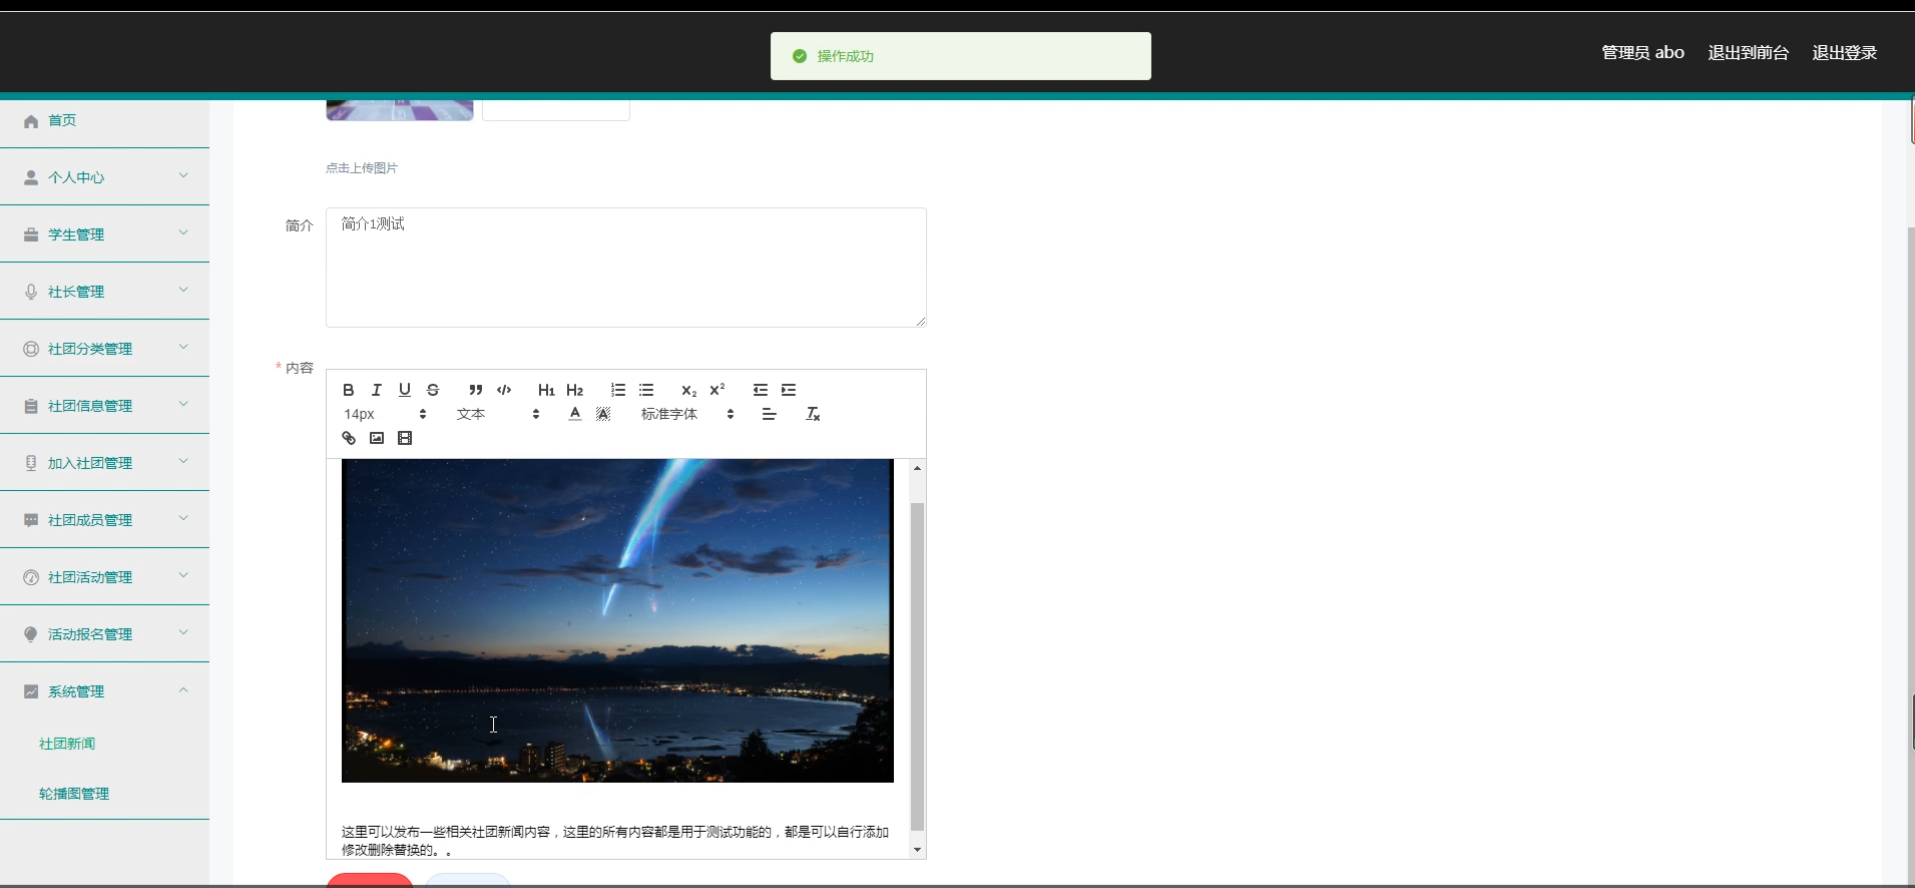 操作成功
管理员 abo 退出到前台 退出登录
首页
个人中心
学生管理
社长管理
社团分类管理
社团信息管理
加入社团管理
社团成员管理
社团活动管理
活动报名管理
系统管理
社团新闻
轮播图管理
点击上传图片
简介
简介1测试
* 内容
B I U S H1 H2 X2 X2
14px 文本 A A 标准字体 Tx
这里可以发布一些相关社团新闻内容，这里的所有内容都是用于测试功能的，都是可以自行添加
修改删除替换的。。